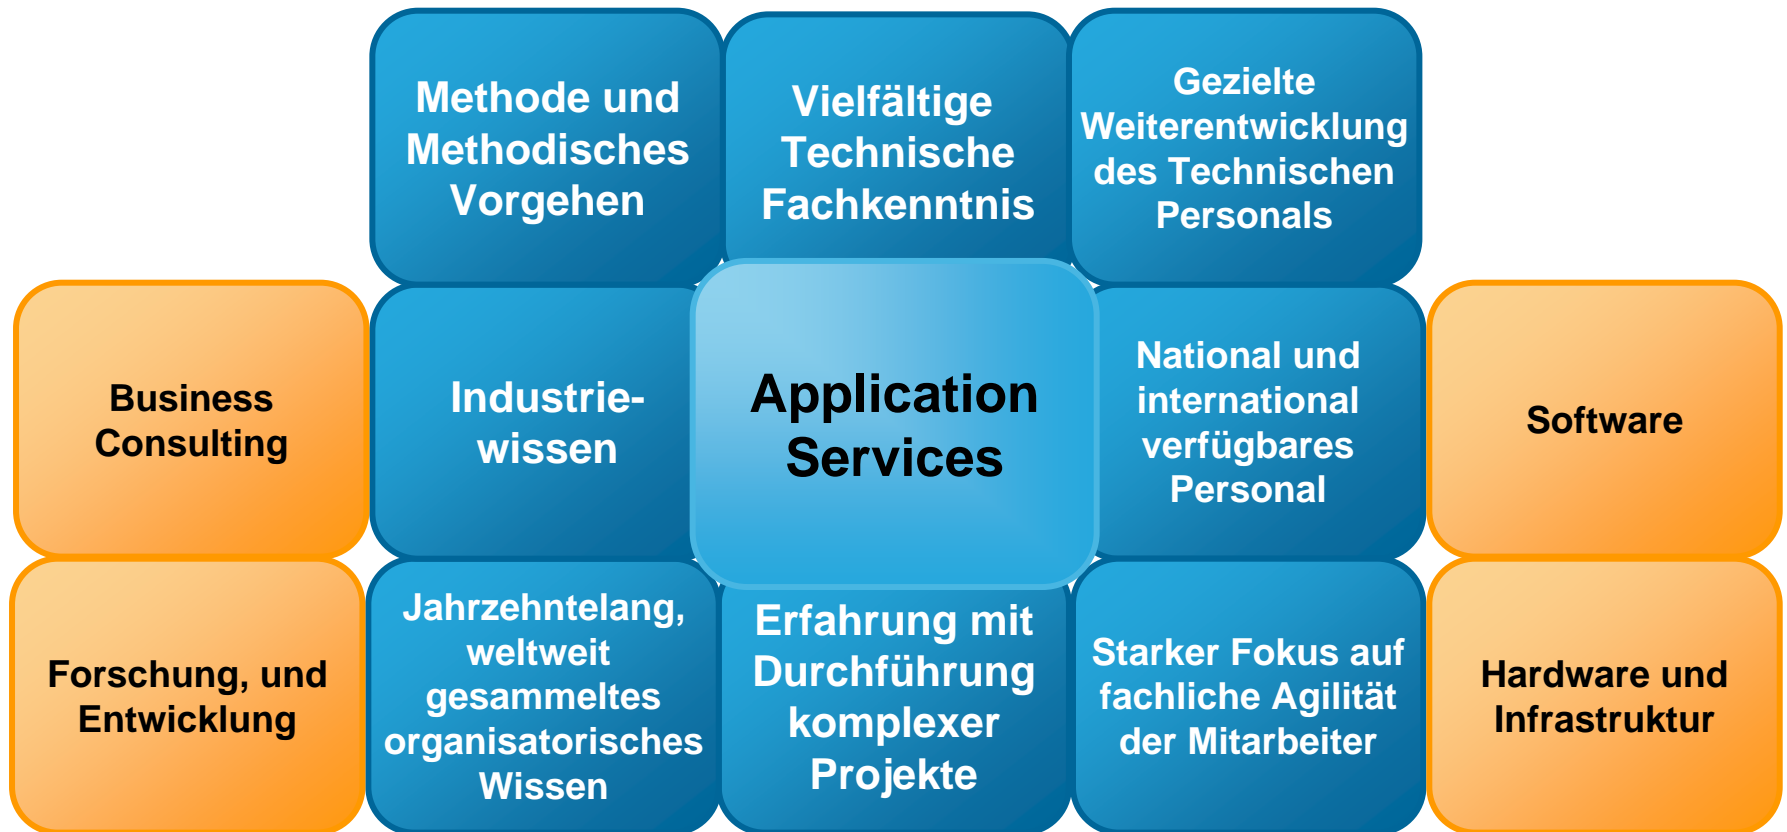 Methode und
Methodisches
Vorgehen
Vielfältige
Technische
Fachkenntnis
Gezielte
Weiterentwicklung
des Technischen
Personals
Business
Consulting
Industrie-
wissen
Application
Services
National und
international
verfügbares
Personal
Software
Forschung, und
Entwicklung
Jahrzehntelang,
weltweit
gesammeltes
organisatorisches
Wissen
Erfahrung mit
Durchführung
komplexer
Projekte
Starker Fokus auf
fachliche Agilität
der Mitarbeiter
Hardware und
Infrastruktur